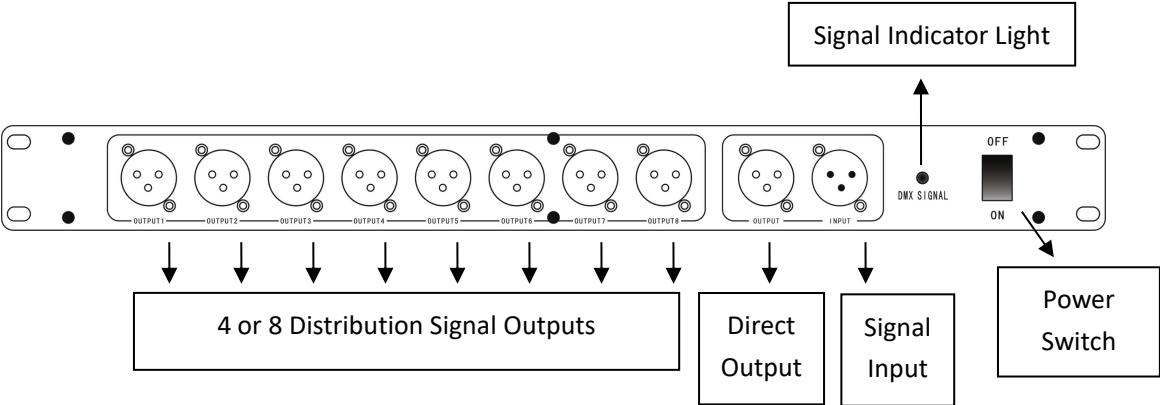 Signal Indicator Light
OFF
DMX SIGNAL
ON
OUTPUT1 OUTPUT2 OUTPUT3 OUTPUT4 OUTPUT5 OUTPUT6 OUTPUT7 OUTPUT8 OUTPUT INPUT
4 or 8 Distribution Signal Outputs
Direct
Output
Signal
Input
Power
Switch